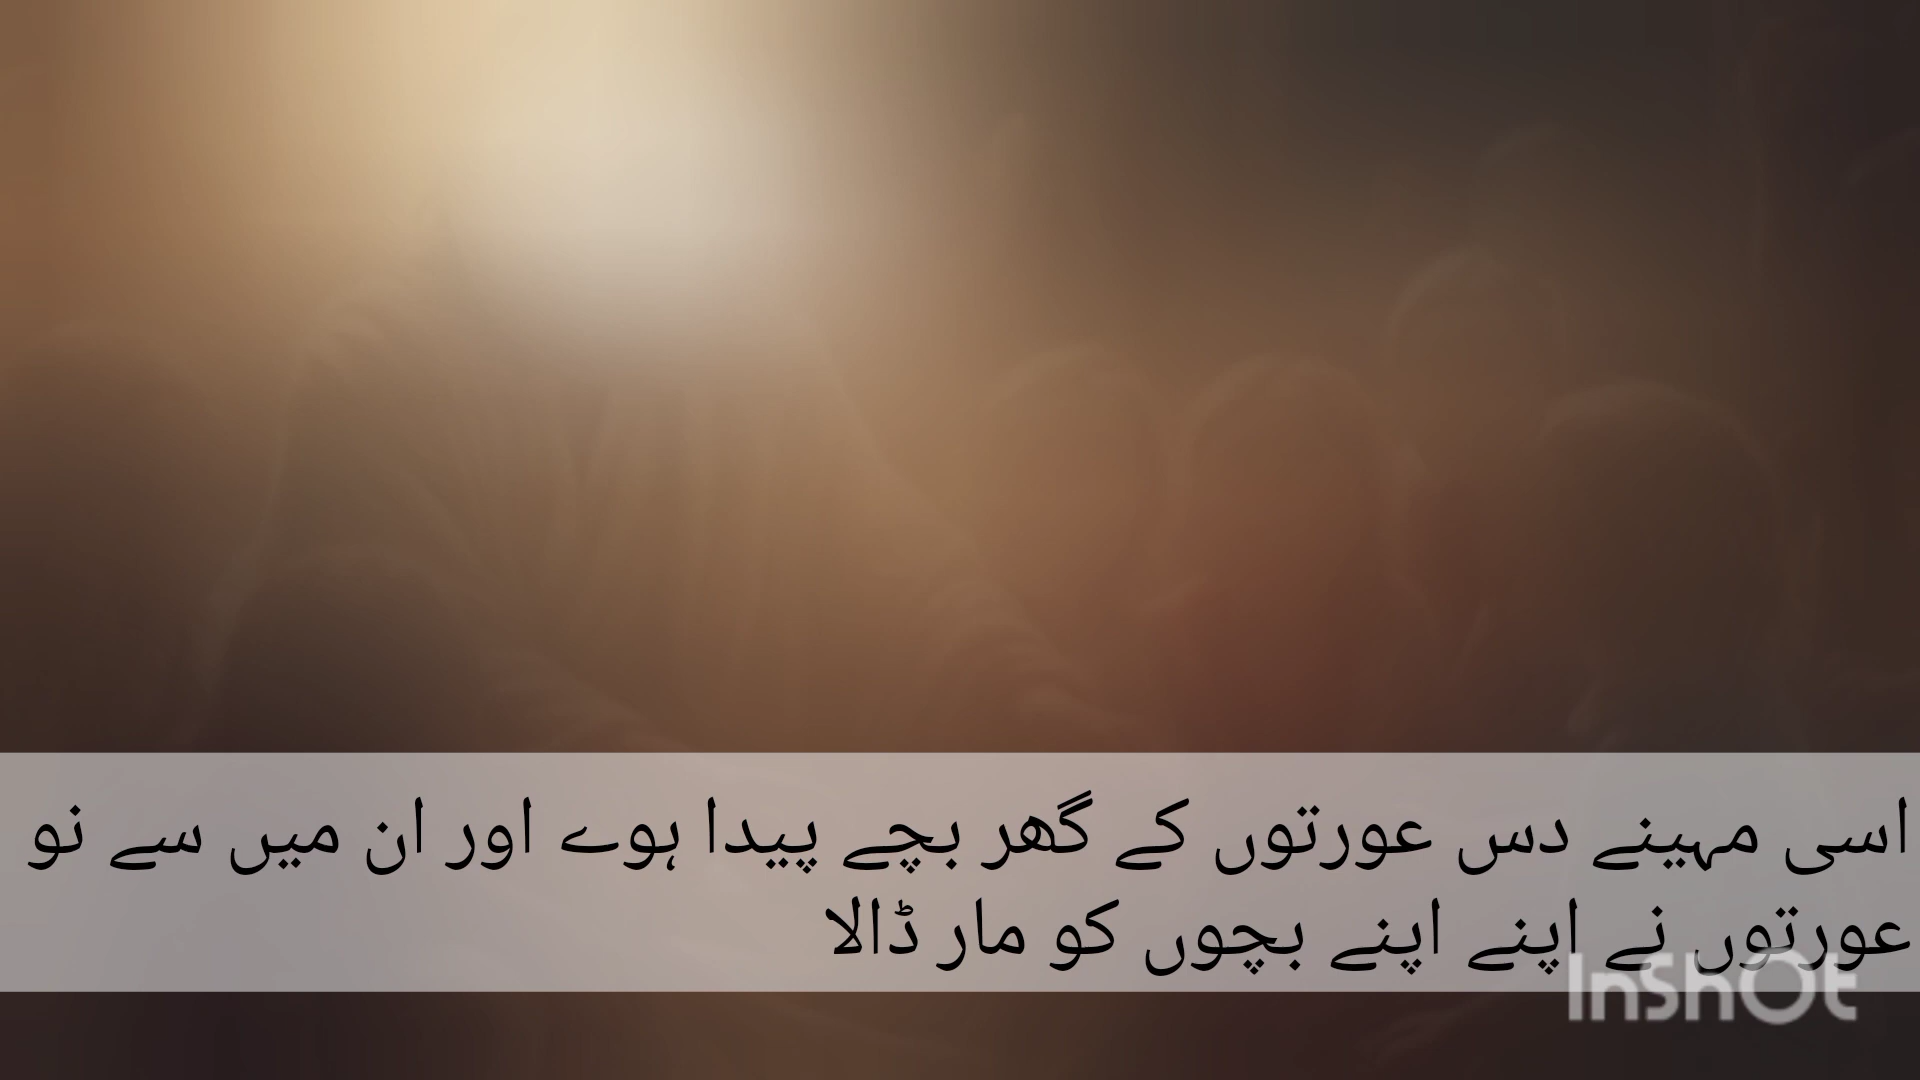 اسی مہینے دس عورتوں کے گھر بچے پیدا ہوے اور ان میں سے نو
عورتوں نے اپنے اپنے بچوں کو مار ڈالا
InShOt